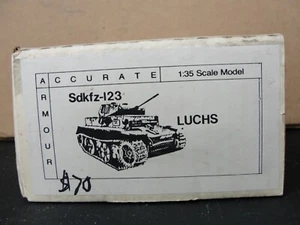 ACCURATE
ARMOUR
1:35 Scale Model
Sdkfz-123
LUCHS
$70